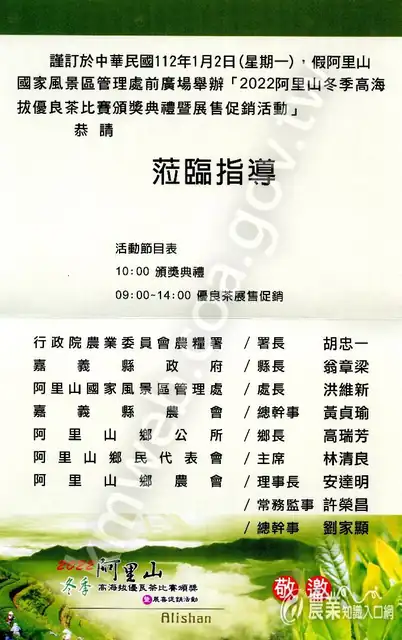 謹訂於中華民國112年1月2日(星期一)，假阿里山
國家風景區管理處前廣場舉辦「2022阿里山冬季高海
拔優良茶比賽頒獎典禮暨展售促銷活動」
恭請
蒞臨指導
活動節目表
10:00 頒獎典禮
09:00~14:00 優良茶展售促銷
行政院農業委員會農糧署 / 署長 胡忠一
嘉義縣政府 / 縣長 翁章梁
阿里山國家風景區管理處 / 處長 洪維新
嘉義縣農會 / 總幹事 黃貞瑜
阿里山鄉公所 / 鄉長 高瑞芳
阿里山鄉民代表會 / 主席 林清良
阿里山鄉農會 / 理事長 安達明
/ 常務監事 許榮昌
/ 總幹事 劉家顯
敬邀
2022 阿里山
冬季 高海拔優良茶比賽頒獎
暨展售促銷活動
Alishan
農業知識入口網